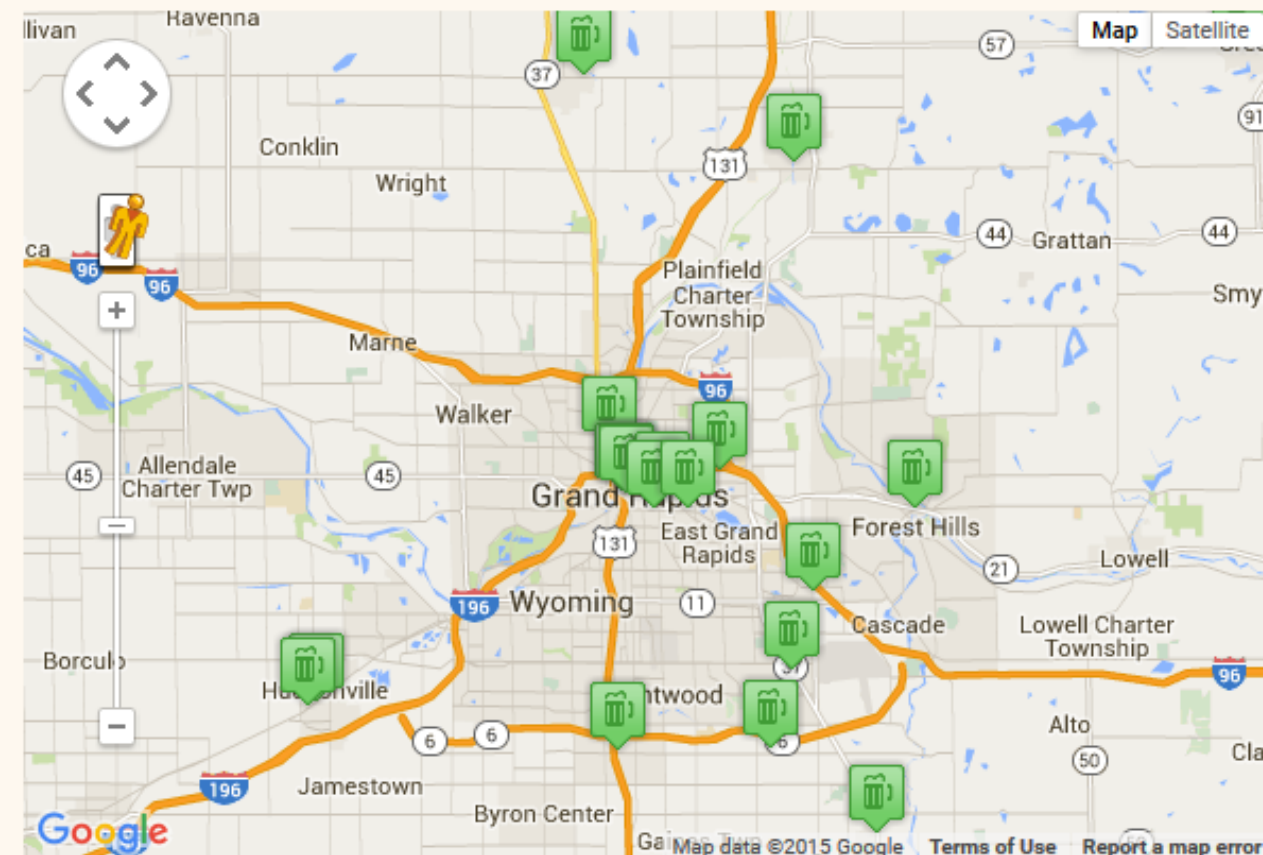 llivan
Ravenna
Map
Satellite
57
37
91
Conklin
131
Wright
44
Grattan
44
ca
96
96
Plainfield
Charter
Township
Smy
Marne
96
Walker
Allendale
Charter Twp
45
45
Grand Rapids
East Grand
Rapids
131
Forest Hills
Lowell
21
196
Wyoming
11
Cascade
Lowell Charter
Township
Borculo
96
ntwood
6
6
Alto
50
Cla
196
Jamestown
Byron Center
Google
Map data ©2015 Google
Terms of Use
Report a map error